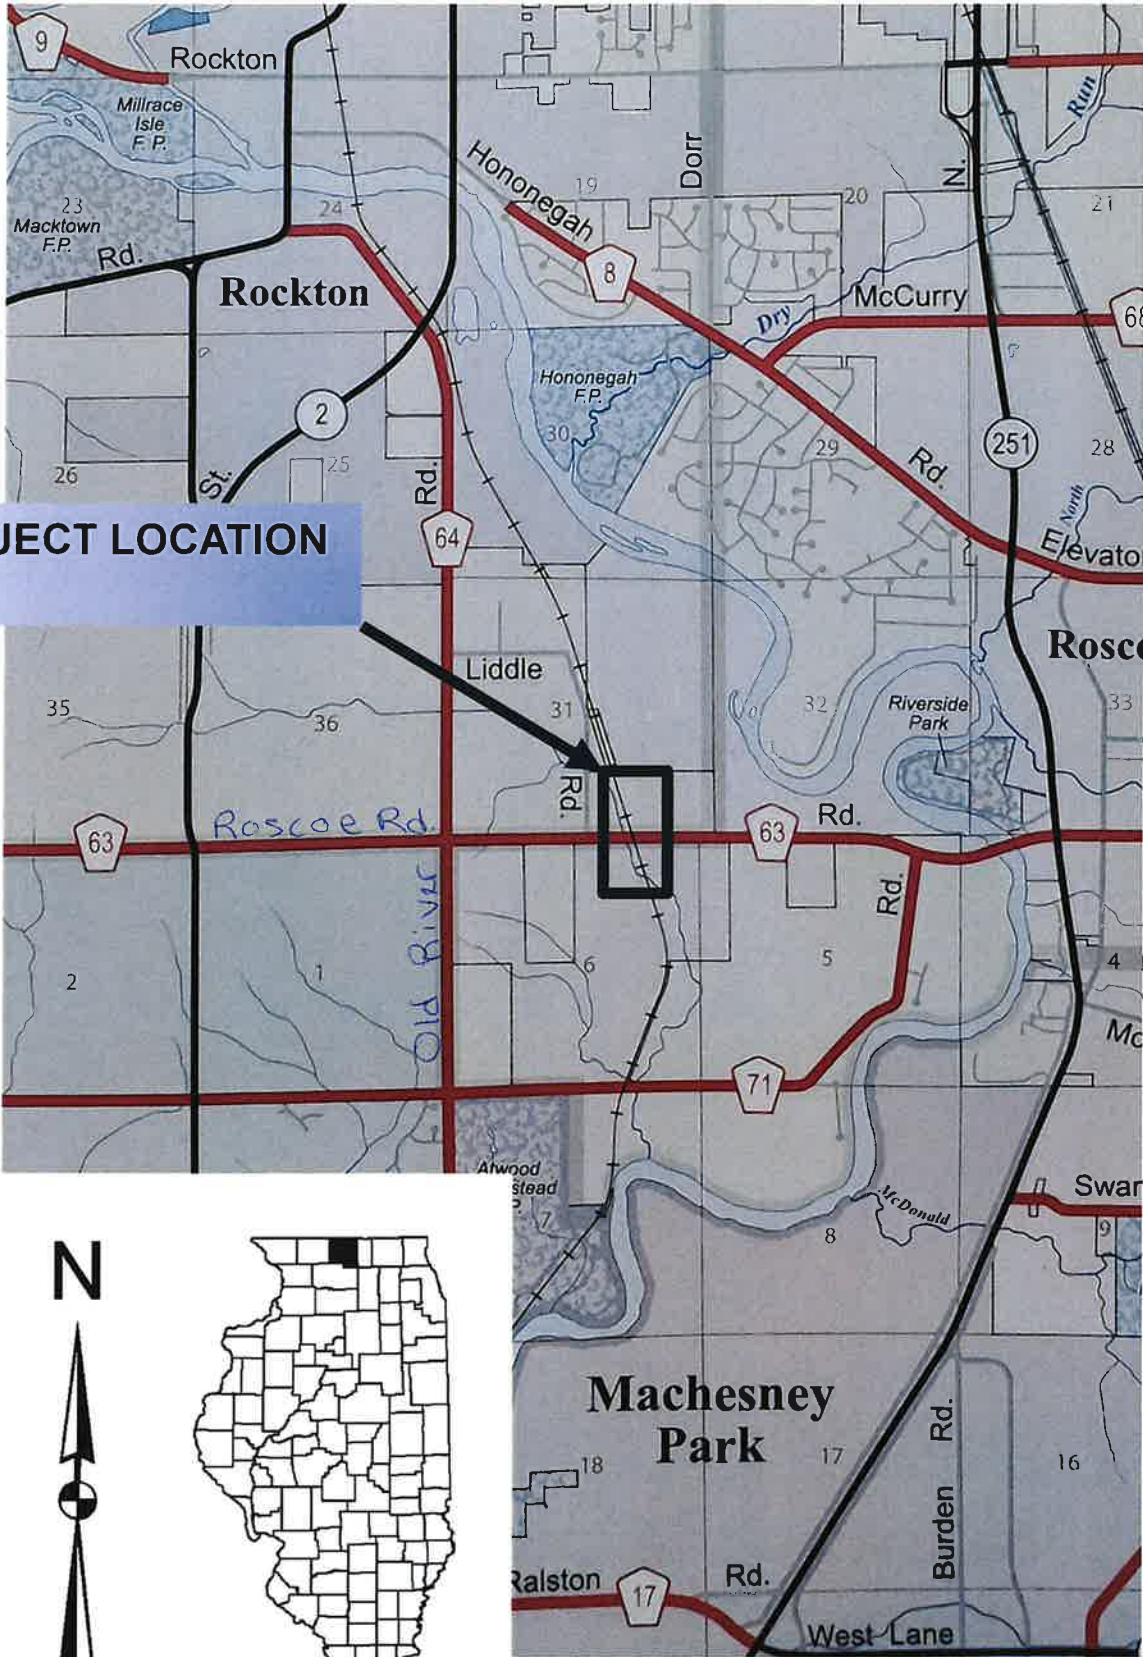 9
Rockton
Millrace
Isle
F. P.
Run
Hononegah
Dorr
N.
19
20
21
23
Macktown
F.P.
24
Rd.
8
Rockton
McCurry
Dry
68
Hononegah
F.P.
2
30
29
251
28
26
25
St.
Rd.
Rd.
North
JECT LOCATION
64
Elevato
Rosco
Liddle
35
36
31
32
Riverside
Park
33
Rd.
63
Roscoe Rd.
63
Rd.
Old River
Rd.
2
1
6
5
4
Mc
71
Atwood
stead
P.
7
McDonald
8
Swan
9
N
Machesney
Park
18
17
16
Burden Rd.
Ralston
17
Rd.
West Lane